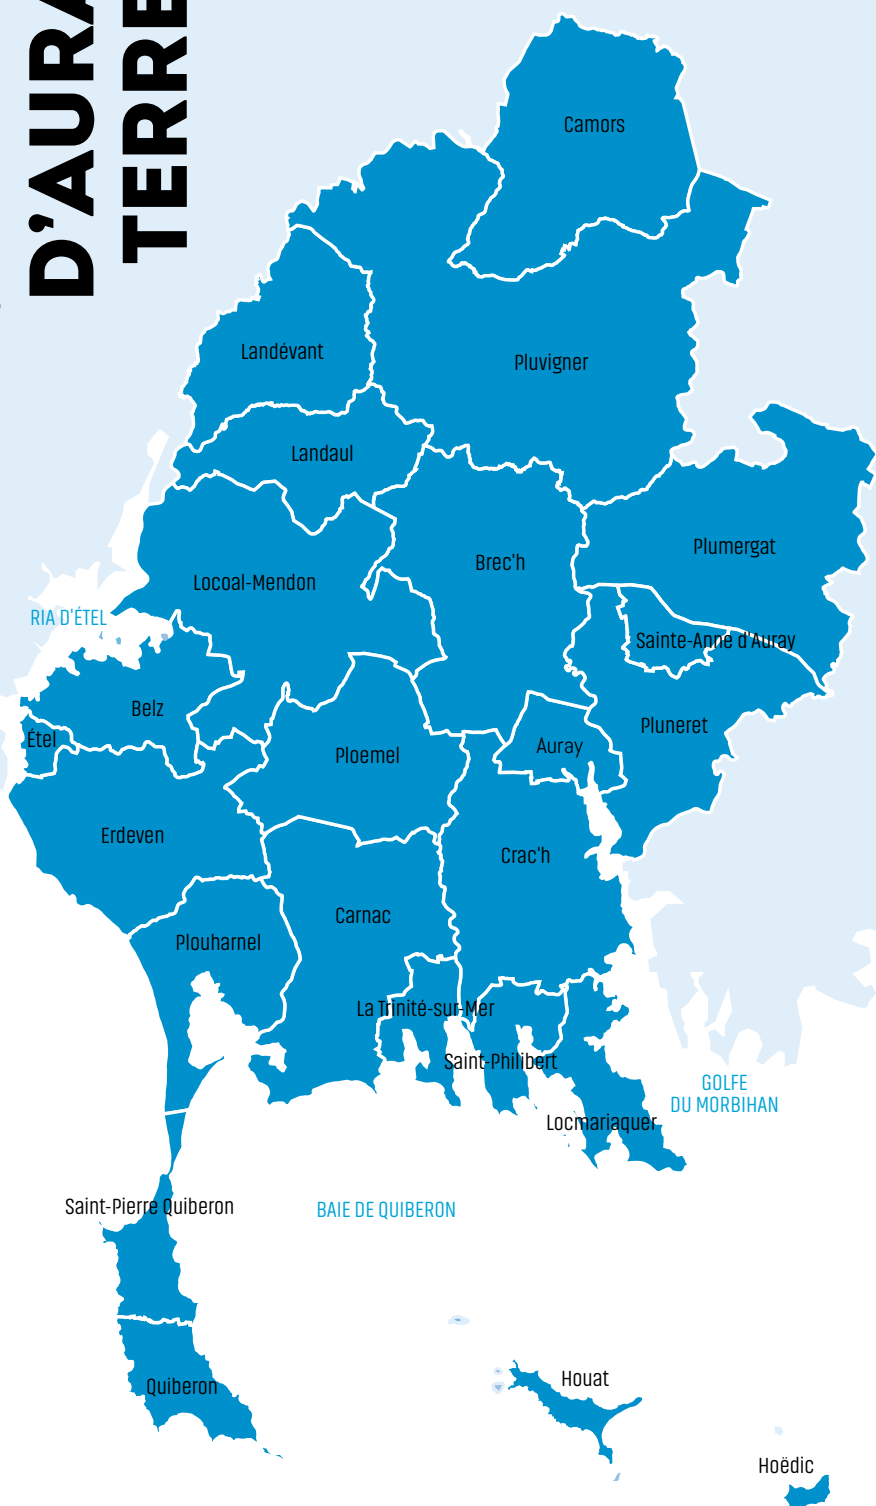 D'AURA
TERRE
Camors
Landévant
Pluvigner
Landaul
Plumergat
Brec'h
Locoal-Mendon
RIA D'ÉTEL
Sainte-Anne d'Auray
Belz
Pluneret
Étel
Auray
Ploemel
Erdeven
Crac'h
Carnac
Plouharnel
La Trinité-sur-Mer
Saint-Philibert
GOLFE
DU MORBIHAN
Locmariaquer
Saint-Pierre Quiberon
BAIE DE QUIBERON
Houat
Quiberon
Hoëdic